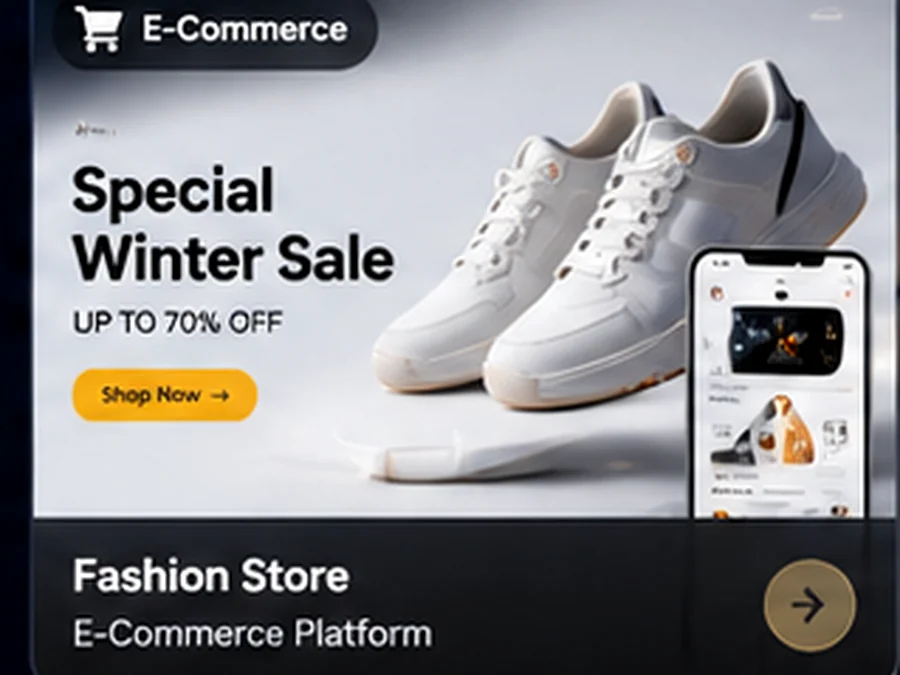 E-Commerce
Special
Winter Sale
UP TO 70% OFF
Shop Now →
Fashion Store
E-Commerce Platform